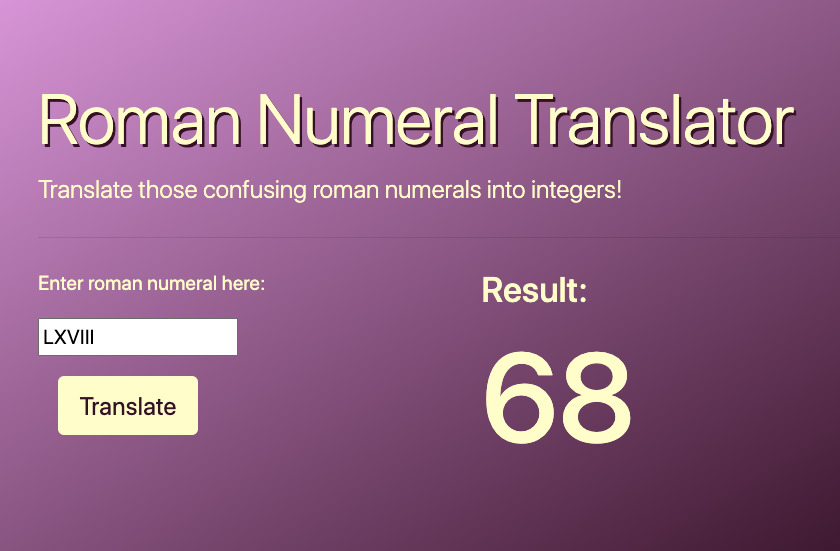 Roman Numeral Translator
Translate those confusing roman numerals into integers!
Enter roman numeral here:
LXVIII
Translate
Result:
68